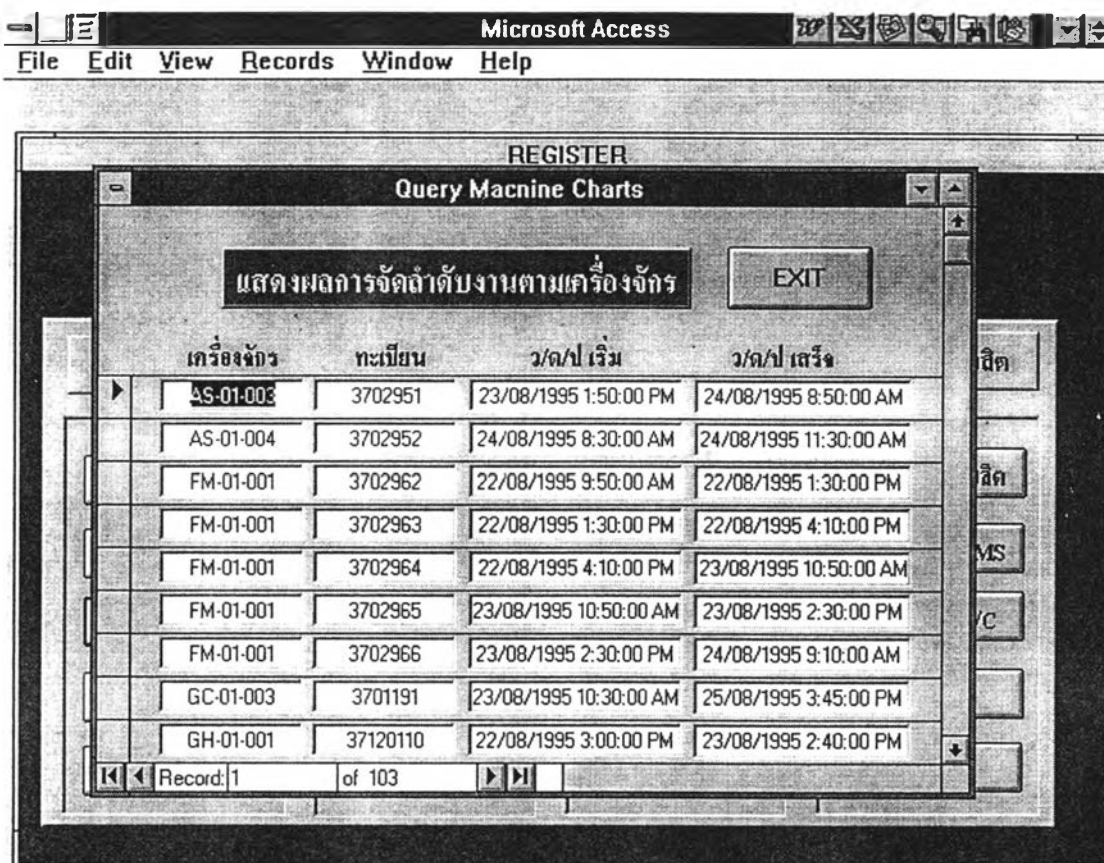 Microsoft Access
File Edit View Records Window Help
REGISTER
Query Macnine Charts
แสดงผลการจัดลำดับงานตามเครื่องจักร EXIT
เครื่องจักร ทะเบียน ว/ด/ป เริ่ม ว/ด/ป เสร็จ
AS-01-003 3702951 23/08/1995 1:50:00 PM 24/08/1995 8:50:00 AM
AS-01-004 3702952 24/08/1995 8:30:00 AM 24/08/1995 11:30:00 AM
FM-01-001 3702962 22/08/1995 9:50:00 AM 22/08/1995 1:30:00 PM
FM-01-001 3702963 22/08/1995 1:30:00 PM 22/08/1995 4:10:00 PM
FM-01-001 3702964 22/08/1995 4:10:00 PM 23/08/1995 10:50:00 AM
MS
FM-01-001 3702965 23/08/1995 10:50:00 AM 23/08/1995 2:30:00 PM
/C
FM-01-001 3702966 23/08/1995 2:30:00 PM 24/08/1995 9:10:00 AM
GC-01-003 3701191 23/08/1995 10:30:00 AM 25/08/1995 3:45:00 PM
GH-01-001 37120110 22/08/1995 3:00:00 PM 23/08/1995 2:40:00 PM
Record: 1 of 103